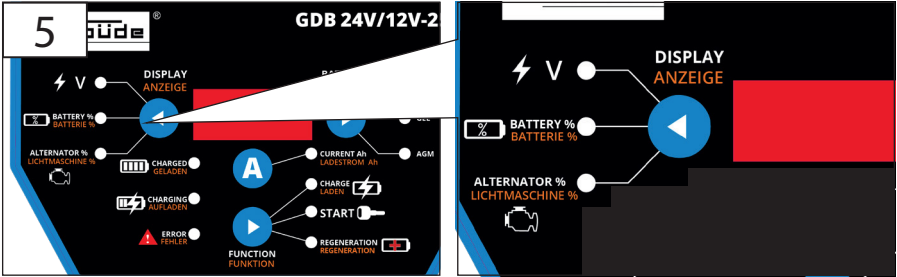 5
güde®
GDB 24V/12V-2
DISPLAY
ANZEIGE
V
BATTERY %
BATTERIE %
ALTERNATOR %
LICHTMASCHINE %
CHARGED
GELADEN
CHARGING
AUFLADEN
ERROR
FEHLER
A
CURRENT Ah
LADESTROM Ah
AGM
CHARGE
LADEN
START
REGENERATION
REGENERATION
FUNCTION
FUNKTION
DISPLAY
ANZEIGE
V
%
BATTERY %
BATTERIE %
ALTERNATOR %
LICHTMASCHINE %